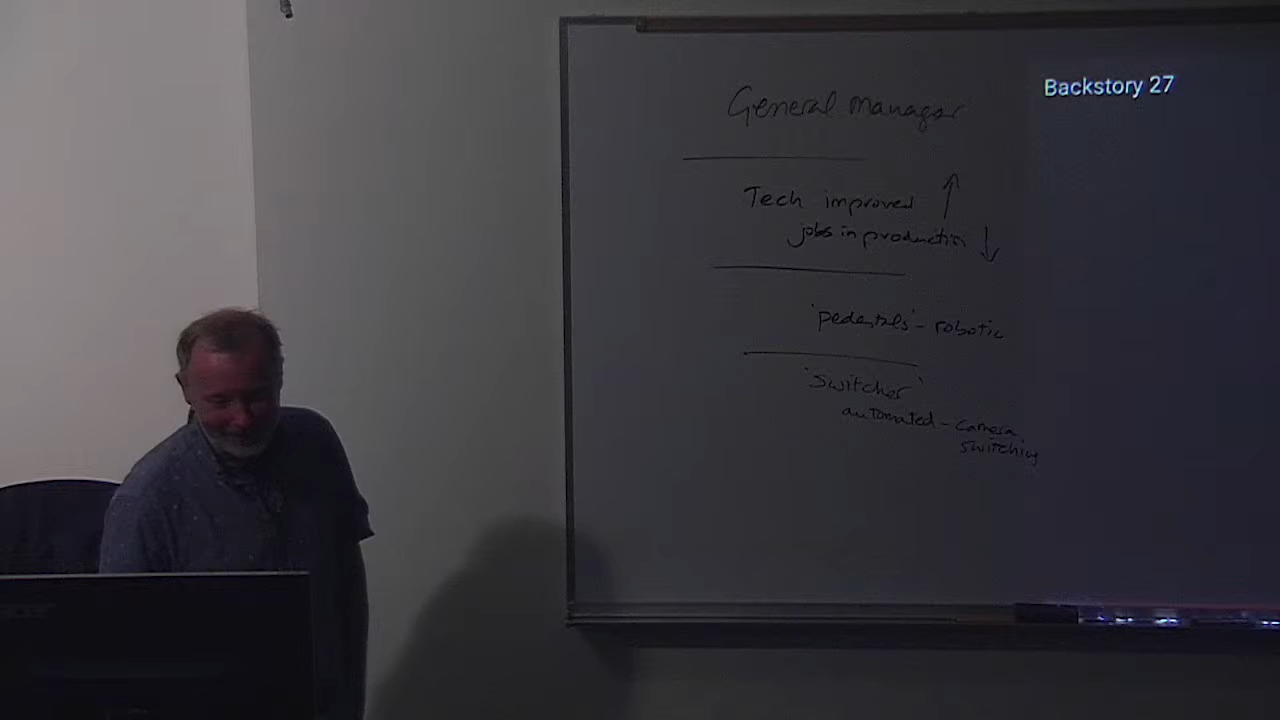 Backstory 27
General Manager
Tech improved ↑
jobs in production ↓
'pedestals' - robotic
'switcher'
automated - camera
switching